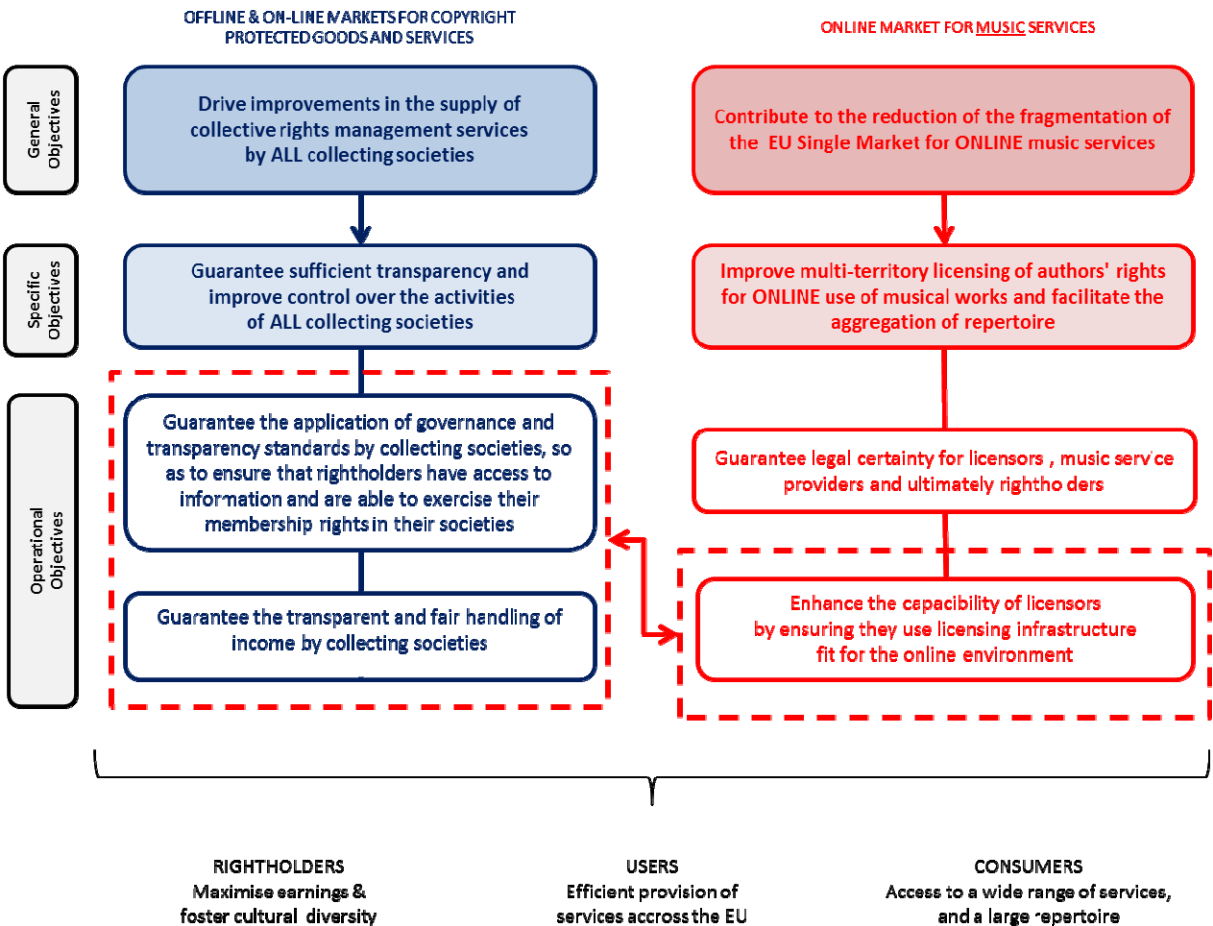 OFFLINE & ON-LINE MARKETS FOR COPYRIGHT
PROTECTED GOODS AND SERVICES
ONLINE MARKET FOR MUSIC SERVICES
General
Objectives
Drive improvements in the supply of
collective rights management services
by ALL collecting societies
Contribute to the reduction of the fragmentation of
the EU Single Market for ONLINE music services
Specific
Objectives
Guarantee sufficient transparency and
improve control over the activities
of ALL collecting societies
Improve multi-territory licensing of authors' rights
for ONLINE use of musical works and facilitate the
aggregation of repertoire
Operational
Objectives
Guarantee the application of governance and
transparency standards by collecting societies, so
as to ensure that rightholders have access to
information and are able to exercise their
membership rights in their societies
Guarantee legal certainty for licensors , music service
providers and ultimately rightholders
Guarantee the transparent and fair handling of
income by collecting societies
Enhance the capacibility of licensors
by ensuring they use licensing infrastructure
fit for the online environment
RIGHTHOLDERS
Maximise earnings &
foster cultural diversity
USERS
Efficient provision of
services accross the EU
CONSUMERS
Access to a wide range of services,
and a large repertoire